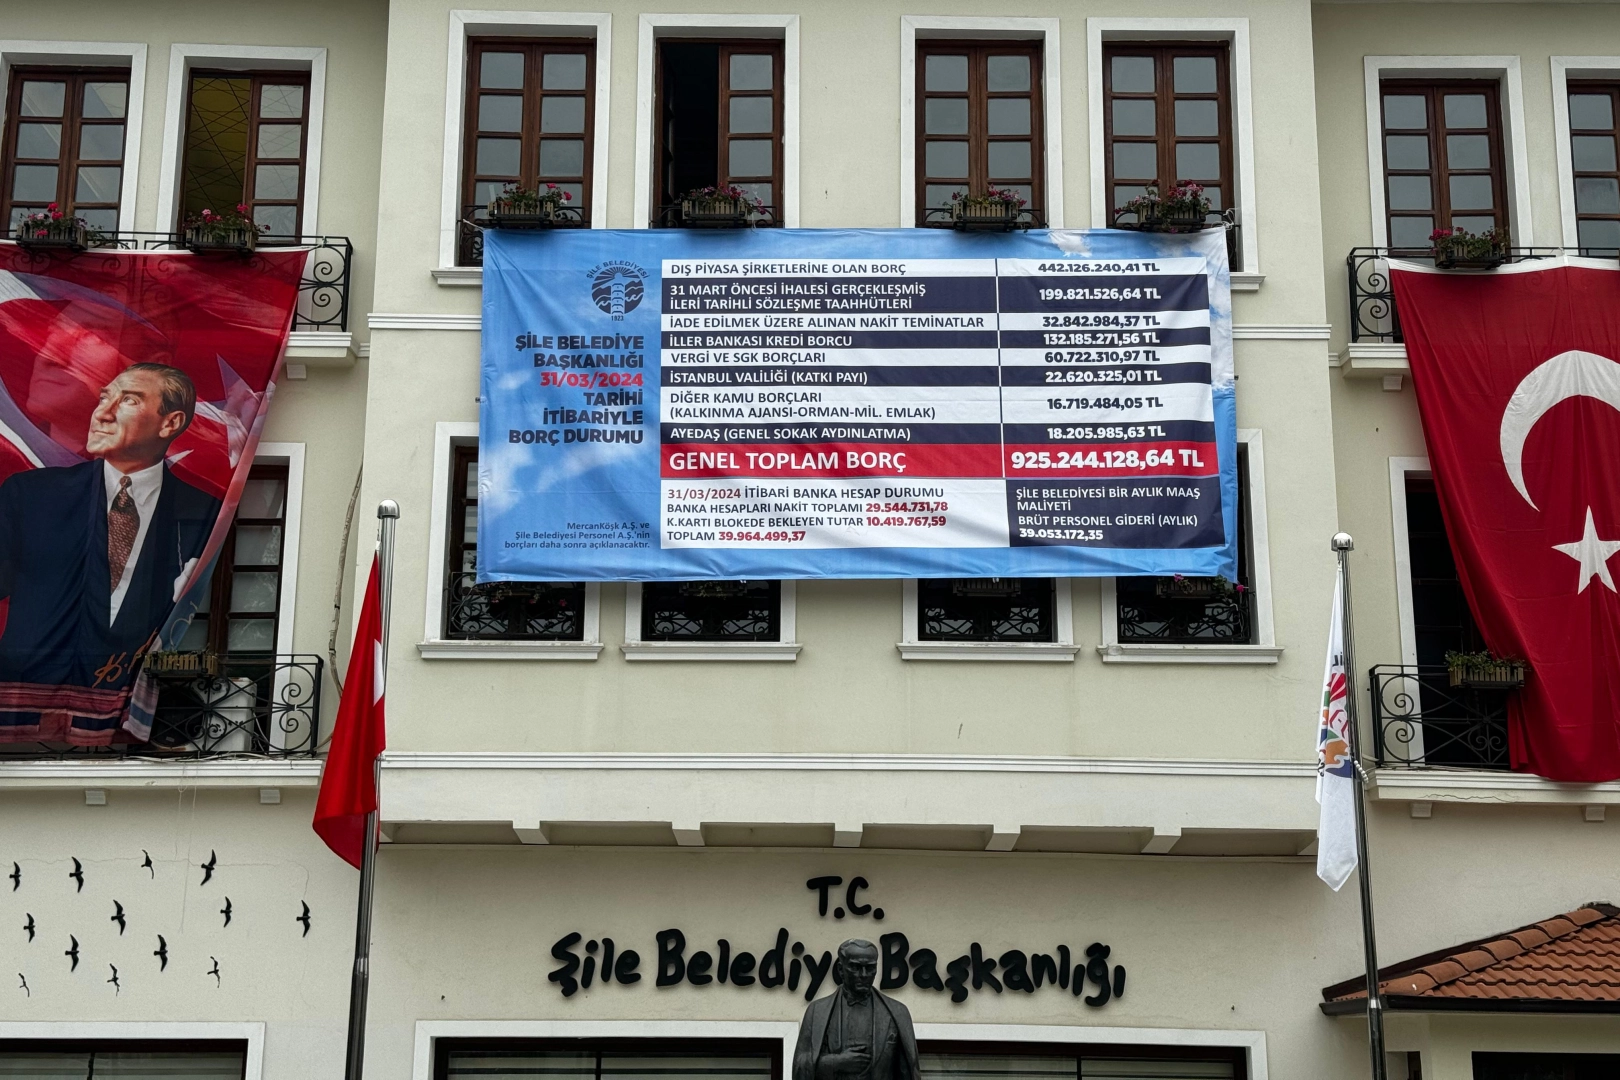 ŞİLE BELEDİYESİ
1923
ŞİLE BELEDİYE
BAŞKANLIĞI
31/03/2024
TARİHİ
İTİBARİYLE
BORÇ DURUMU
MercanKöşk A.Ş. ve
Şile Belediyesi Personel A.Ş.'nin
borçları daha sonra açıklanacaktır.
DIŞ PİYASA ŞİRKETLERİNE OLAN BORÇ 442.126.240,41 TL
31 MART ÖNCESİ İHALESİ GERÇEKLEŞMİŞ
İLERİ TARİHLİ SÖZLEŞME TAAHHÜTLERİ 199.821.526,64 TL
İADE EDİLMEK ÜZERE ALINAN NAKİT TEMİNATLAR 32.842.984,37 TL
İLLER BANKASI KREDİ BORCU 132.185.271,56 TL
VERGİ VE SGK BORÇLARI 60.722.310,97 TL
İSTANBUL VALİLİĞİ (KATKI PAYI) 22.620.325,01 TL
DİĞER KAMU BORÇLARI
(KALKINMA AJANSI-ORMAN-MİL. EMLAK) 16.719.484,05 TL
AYEDAŞ (GENEL SOKAK AYDINLATMA) 18.205.985,63 TL
GENEL TOPLAM BORÇ 925.244.128,64 TL
31/03/2024 İTİBARİ BANKA HESAP DURUMU
BANKA HESAPLARI NAKİT TOPLAMI 29.544.731,78
K.KARTI BLOKEDE BEKLEYEN TUTAR 10.419.767,59
TOPLAM 39.964.499,37
ŞİLE BELEDİYESİ BİR AYLIK MAAŞ
MALİYETİ
BRÜT PERSONEL GİDERİ (AYLIK)
39.053.172,35
T.C.
Şile Belediye Başkanlığı